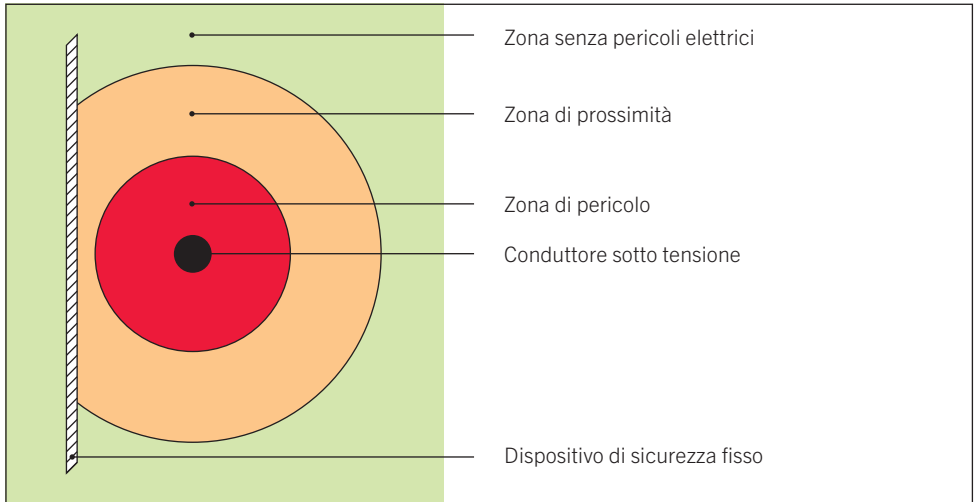 Zona senza pericoli elettrici
Zona di prossimità
Zona di pericolo
Conduttore sotto tensione
Dispositivo di sicurezza fisso